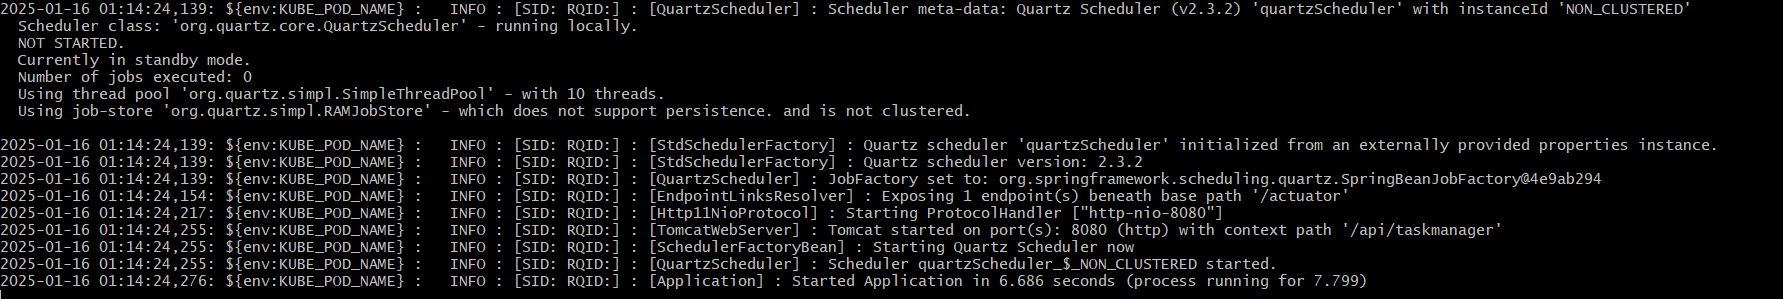 2025-01-16 01:14:24,139: ${env:KUBE_POD_NAME} :   INFO : [SID: RQID:] : [QuartzScheduler] : Scheduler meta-data: Quartz Scheduler (v2.3.2) 'quartzScheduler' with instanceId 'NON_CLUSTERED'
  Scheduler class: 'org.quartz.core.QuartzScheduler' - running locally.
  NOT STARTED.
  Currently in standby mode.
  Number of jobs executed: 0
  Using thread pool 'org.quartz.simpl.SimpleThreadPool' - with 10 threads.
  Using job-store 'org.quartz.simpl.RAMJobStore' - which does not support persistence. and is not clustered.
2025-01-16 01:14:24,139: ${env:KUBE_POD_NAME} :   INFO : [SID: RQID:] : [StdSchedulerFactory] : Quartz scheduler 'quartzScheduler' initialized from an externally provided properties instance.
2025-01-16 01:14:24,139: ${env:KUBE_POD_NAME} :   INFO : [SID: RQID:] : [StdSchedulerFactory] : Quartz scheduler version: 2.3.2
2025-01-16 01:14:24,139: ${env:KUBE_POD_NAME} :   INFO : [SID: RQID:] : [QuartzScheduler] : JobFactory set to: org.springframework.scheduling.quartz.SpringBeanJobFactory@4e9ab294
2025-01-16 01:14:24,154: ${env:KUBE_POD_NAME} :   INFO : [SID: RQID:] : [EndpointLinksResolver] : Exposing 1 endpoint(s) beneath base path '/actuator'
2025-01-16 01:14:24,217: ${env:KUBE_POD_NAME} :   INFO : [SID: RQID:] : [Http11NioProtocol] : Starting ProtocolHandler ["http-nio-8080"]
2025-01-16 01:14:24,255: ${env:KUBE_POD_NAME} :   INFO : [SID: RQID:] : [TomcatWebServer] : Tomcat started on port(s): 8080 (http) with context path '/api/taskmanager'
2025-01-16 01:14:24,255: ${env:KUBE_POD_NAME} :   INFO : [SID: RQID:] : [SchedulerFactoryBean] : Starting Quartz Scheduler now
2025-01-16 01:14:24,255: ${env:KUBE_POD_NAME} :   INFO : [SID: RQID:] : [QuartzScheduler] : Scheduler quartzScheduler_$_NON_CLUSTERED started.
2025-01-16 01:14:24,276: ${env:KUBE_POD_NAME} :   INFO : [SID: RQID:] : [Application] : Started Application in 6.686 seconds (process running for 7.799)